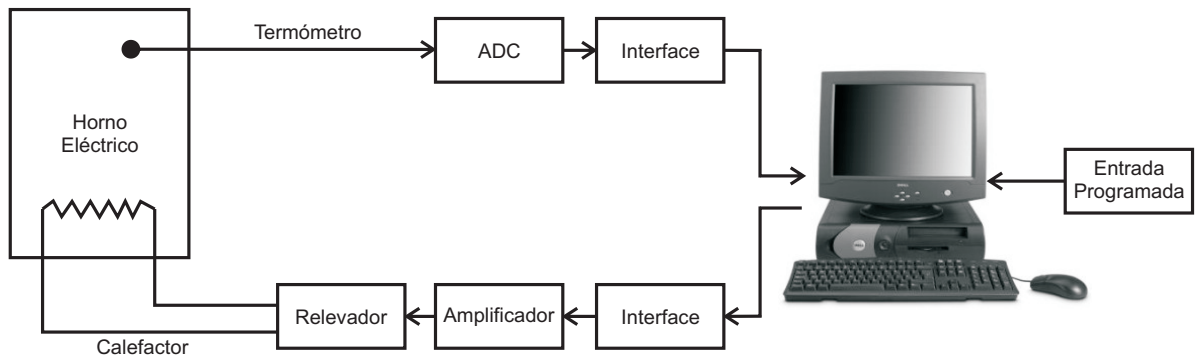 Termómetro
ADC
Interface
Horno
Eléctrico
Entrada
Programada
Relevador
Amplificador
Interface
Calefactor